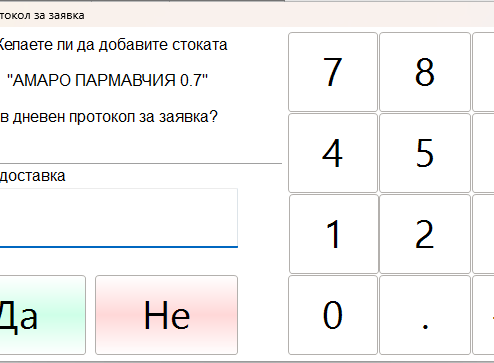 токол за заявка
Желаете ли да добавите стоката
"АМАРО ПАРМАВЧИЯ 0.7"
в дневен протокол за заявка?
доставка
Да
Не
7 8
4 5
1 2
0 .